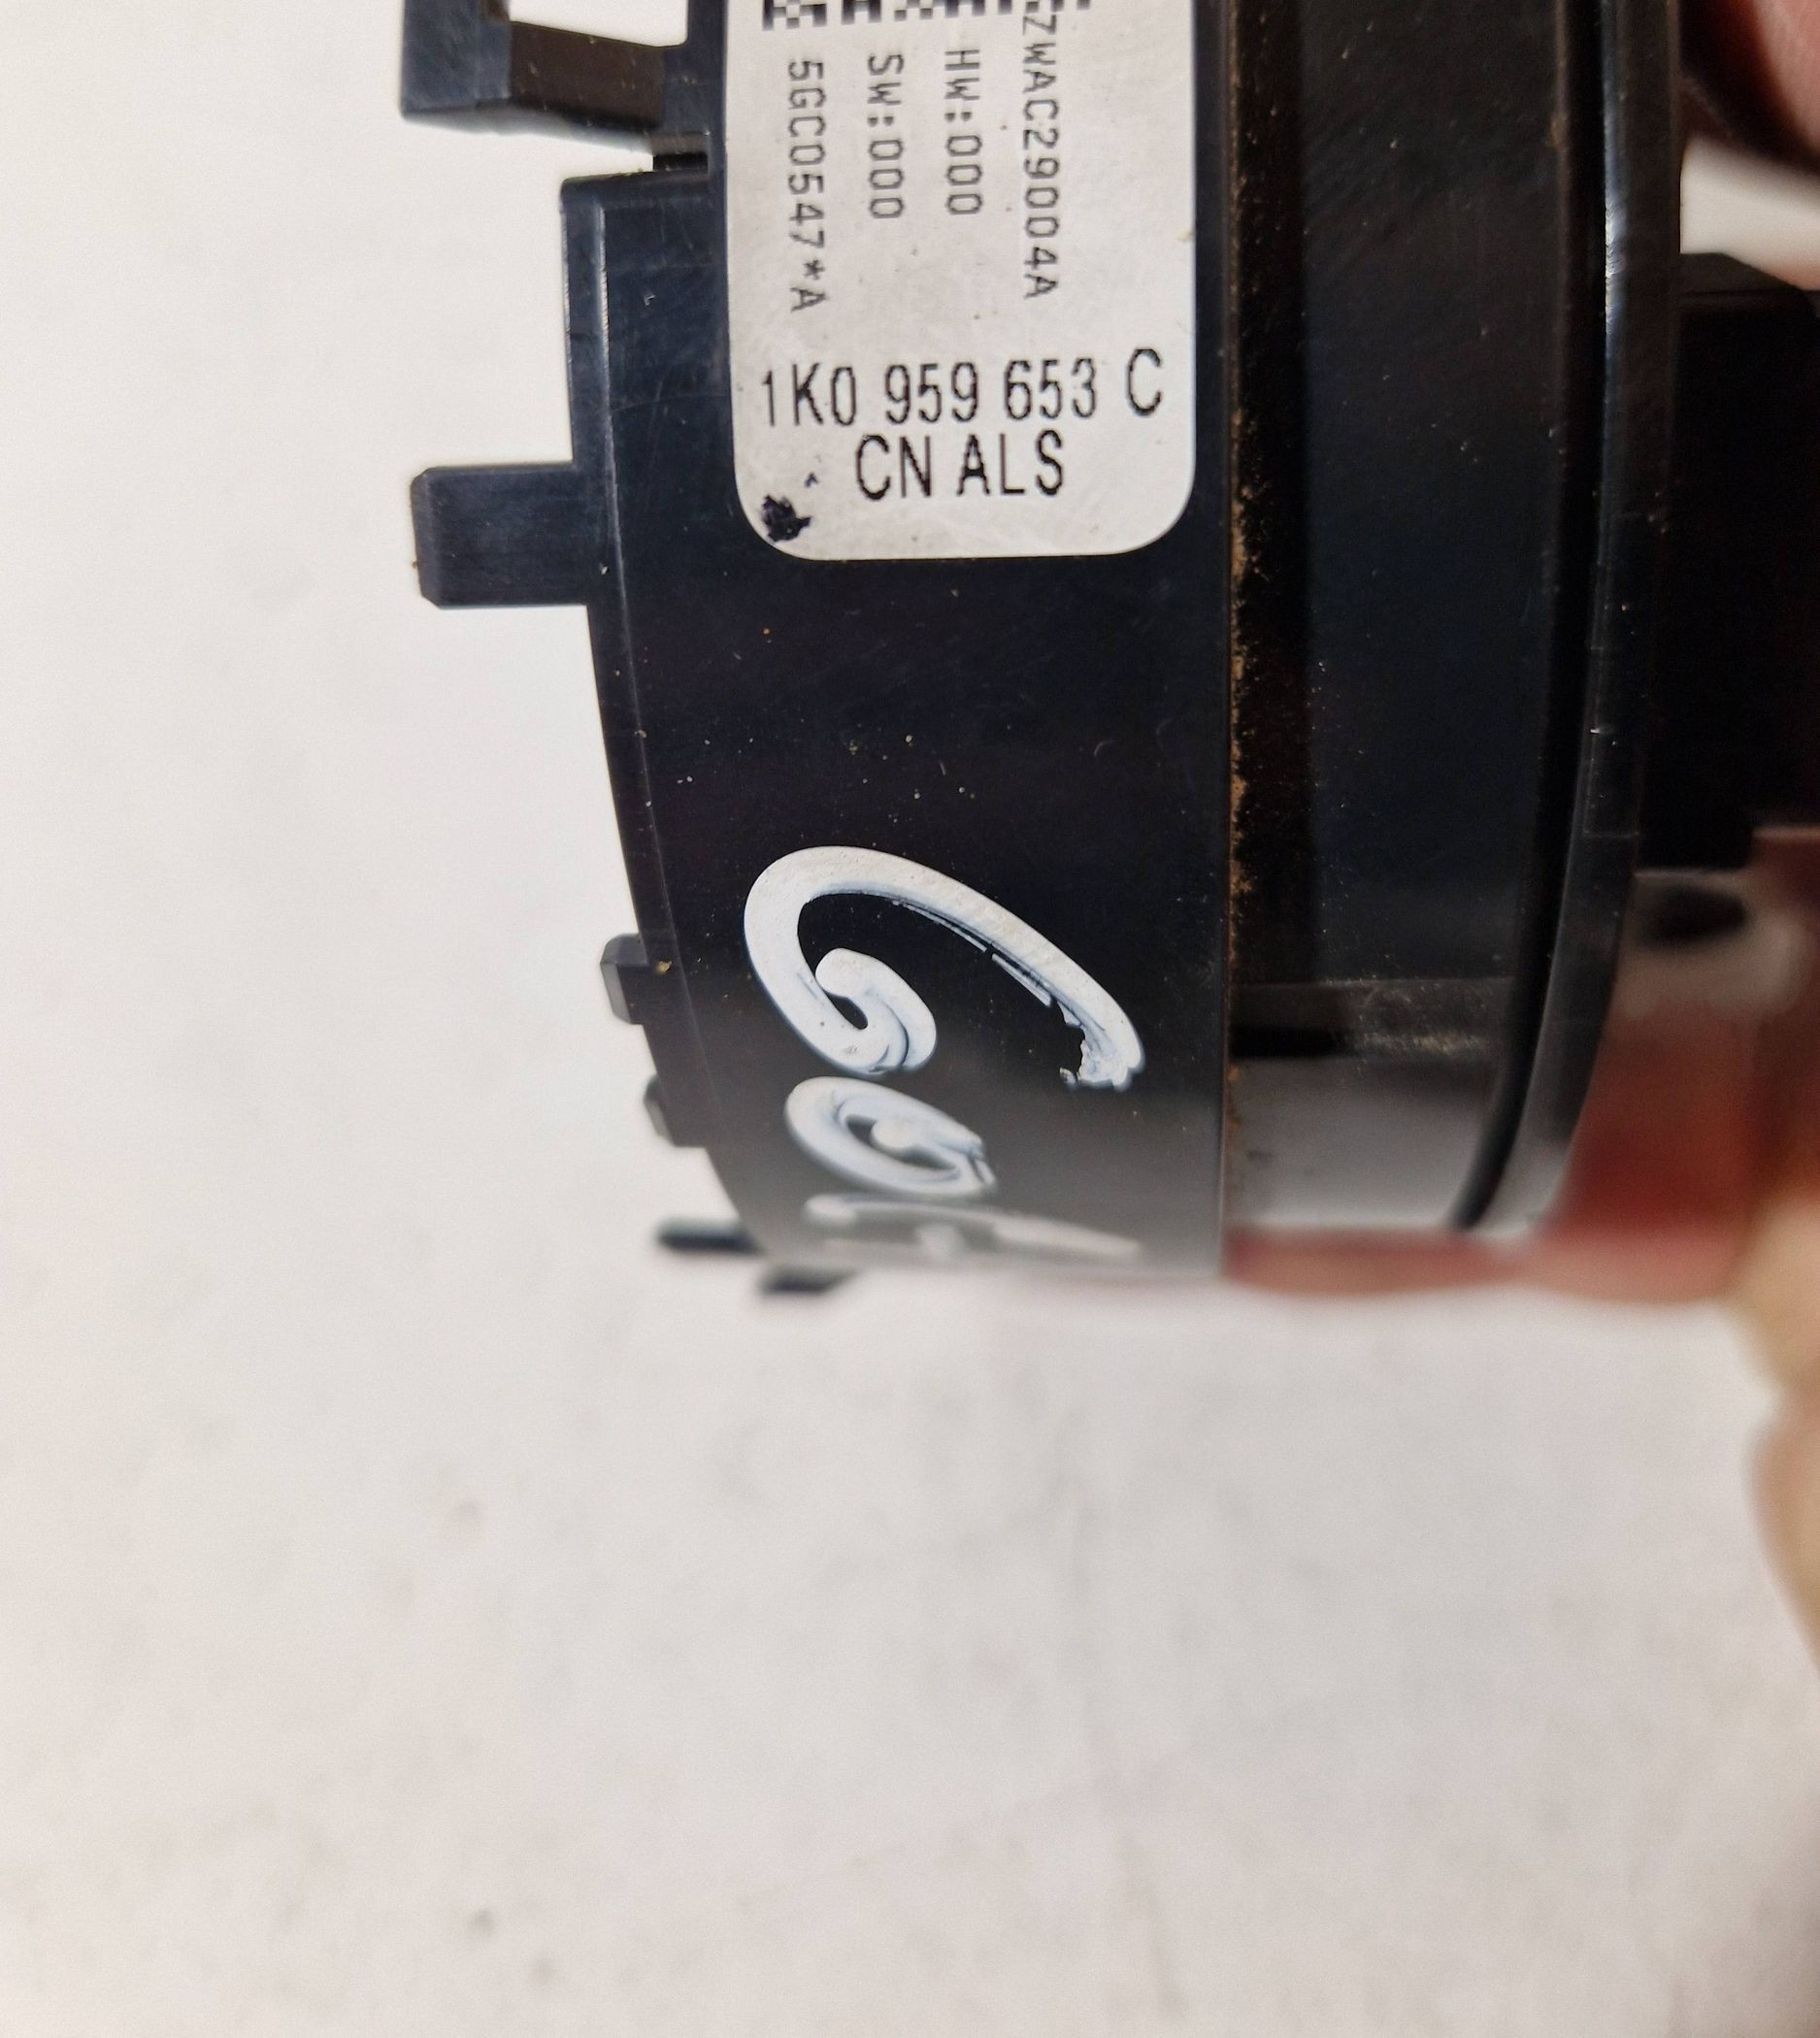 ZWAC29004A
HW:000
SW:000
5GC0547*A
1K0 959 653 C
CN ALS